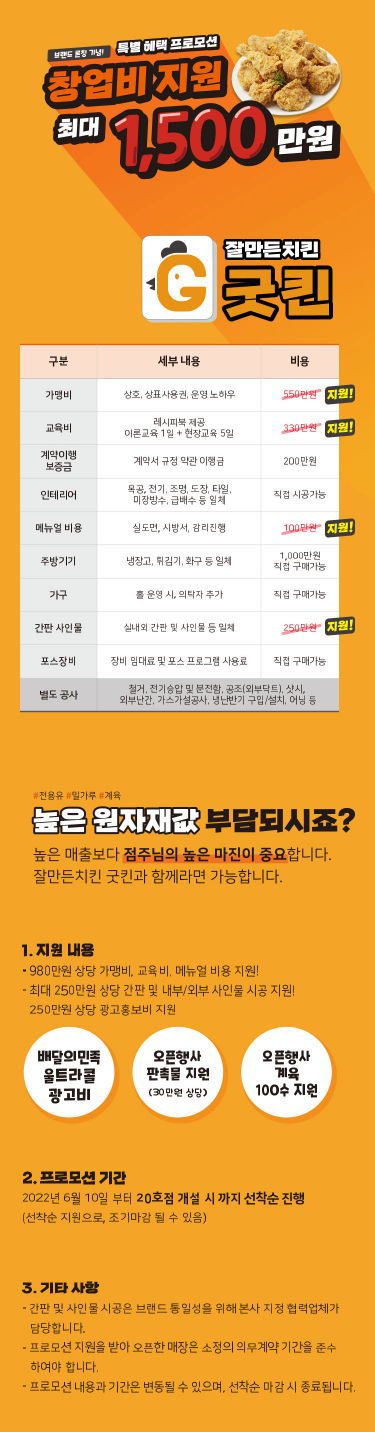 브랜드 론칭 기념!
특별 혜택 프로모션
창업비 지원
최대 1,500 만원
잘만든치킨
굿킨
구분 세부 내용 비용
가맹비 상호, 상표사용권, 운영 노하우 550만원 지원!
교육비 레시피북 제공
이론교육 1일 + 현장교육 5일 330만원 지원!
계약이행
보증금 계약서 규정 약관 이행금 200만원
인테리어 목공, 전기, 조명, 도장, 타일,
미장방수, 급배수 등 일체 직접 시공가능
메뉴얼 비용 실도면, 시방서, 감리진행 100만원 지원!
주방기기 냉장고, 튀김기, 화구 등 일체 1,000만원
직접 구매가능
가구 홀 운영 시, 의탁자 추가 직접 구매가능
간판 사인물 실내외 간판 및 사인물 등 일체 250만원 지원!
포스장비 장비 임대료 및 포스 프로그램 사용료 직접 구매가능
별도 공사 철거, 전기승압 및 분전함, 공조(외부닥트), 샷시,
외부난간, 가스가설공사, 냉난반기 구입/설치, 어닝 등
#전용유 #밀가루 #계육
높은 원자재값 부담되시죠?
높은 매출보다 점주님의 높은 마진이 중요합니다.
잘만든치킨 굿킨과 함께라면 가능합니다.
1. 지원 내용
- 980만원 상당 가맹비, 교육비, 메뉴얼 비용 지원!
- 최대 250만원 상당 간판 및 내부/외부 사인물 시공 지원!
250만원 상당 광고홍보비 지원
배달의민족
울트라콜
광고비
오픈행사
판촉물 지원
(30만원 상당)
오픈행사
계육
100수 지원
2. 프로모션 기간
2022년 6월 10일 부터 20호점 개설 시 까지 선착순 진행
(선착순 지원으로, 조기마감 될 수 있음)
3. 기타 사항
- 간판 및 사인물 시공은 브랜드 통일성을 위해 본사 지정 협력업체가
담당합니다.
- 프로모션 지원을 받아 오픈한 매장은 소정의 의무계약 기간을 준수
하여야 합니다.
- 프로모션 내용과 기간은 변동될 수 있으며, 선착순 마감 시 종료됩니다.